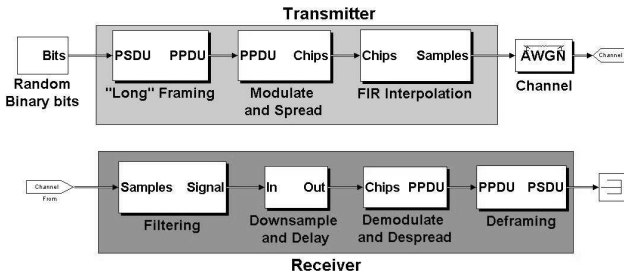 Transmitter
Bits
PSDU PPDU
PPDU Chips
Chips Samples
AWGN
Channel
Random
Binary bits
"Long" Framing
Modulate
and Spread
FIR Interpolation
Channel
Channel
From
Samples Signal
In Out
Chips PPDU
PPDU PSDU
Filtering
Downsample
and Delay
Demodulate
and Despread
Deframing
Receiver